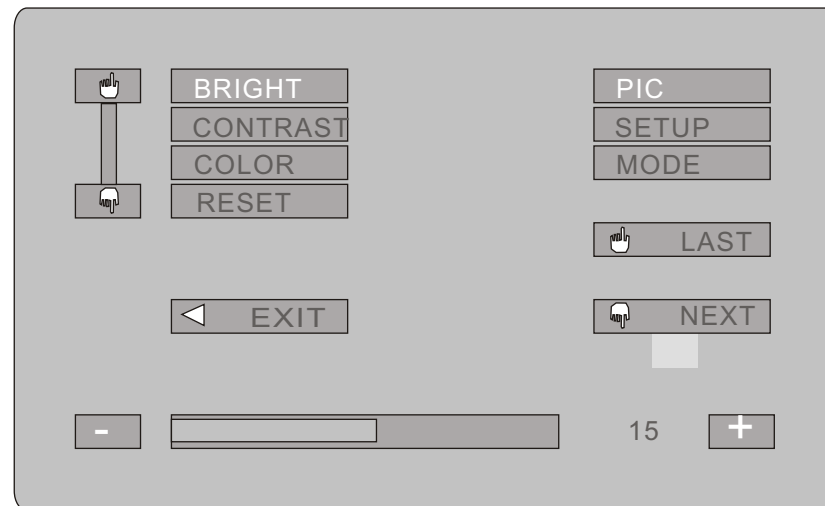 BRIGHT
CONTRAST
COLOR
RESET
EXIT
PIC
SETUP
MODE
LAST
NEXT
- 15 +